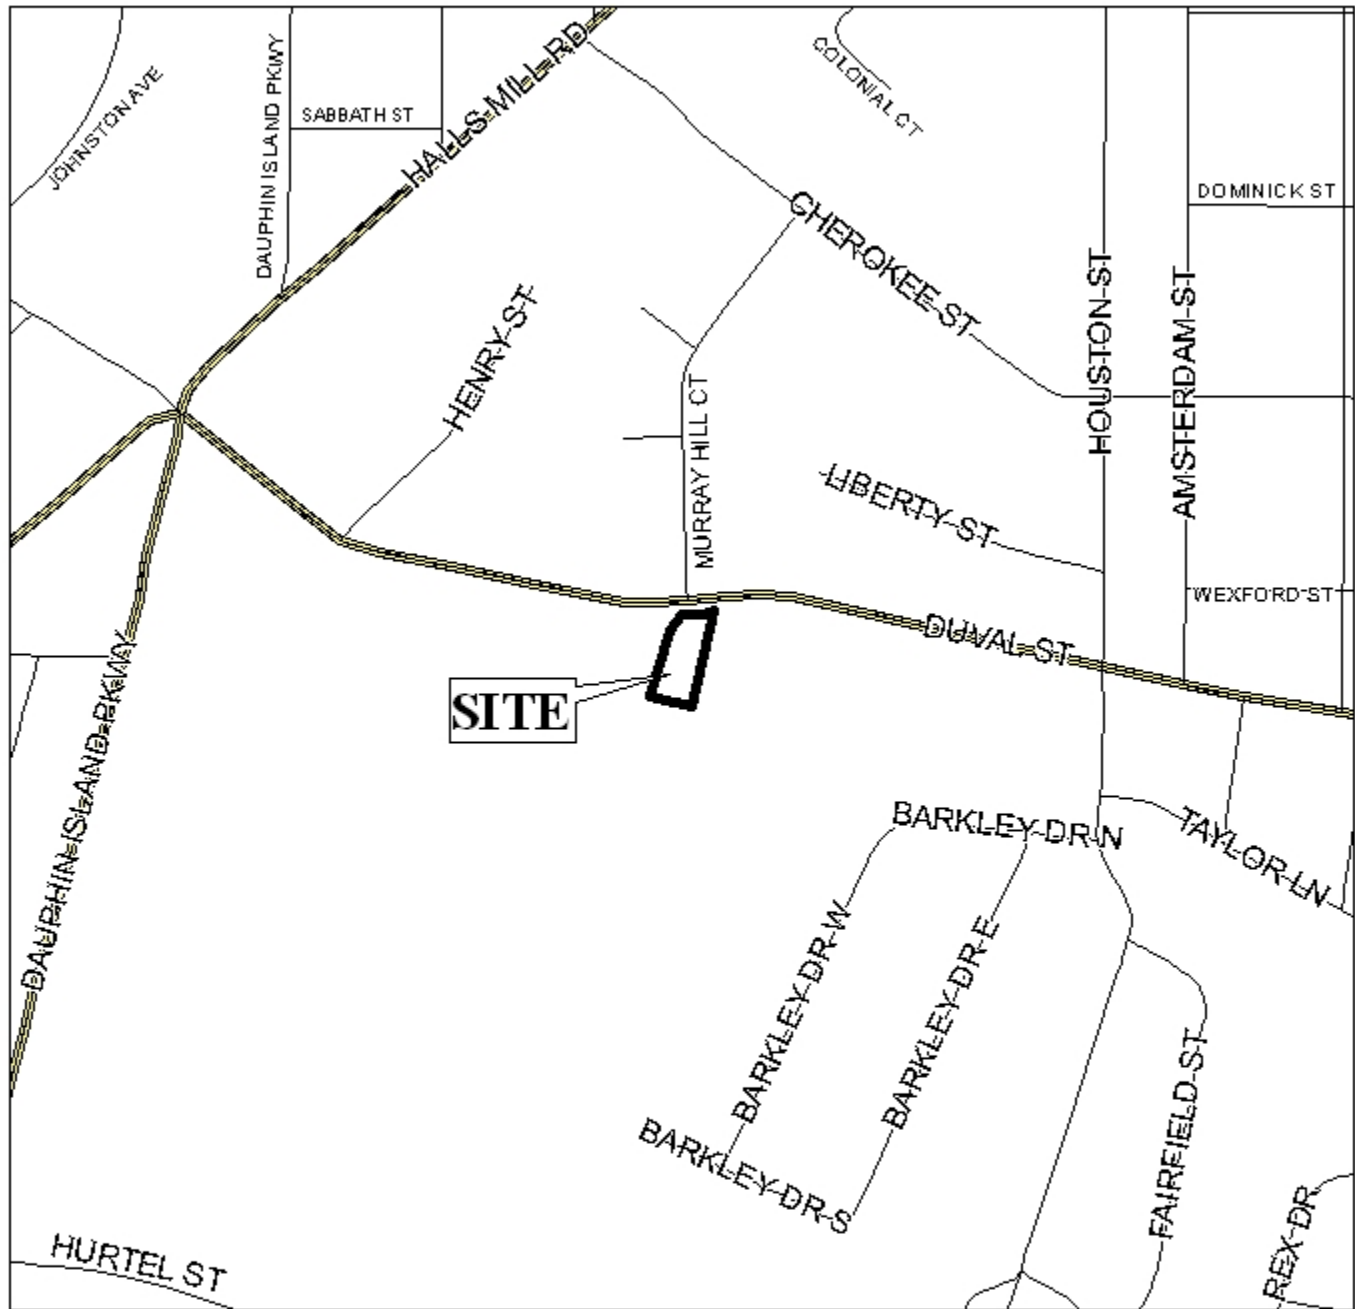 JOHNSTON AVE
DAUPHIN ISLAND PKWY
SABBATH ST
HALLS MILL RD
COLONIAL CT
CHEROKEE ST
DOMINICK ST
HOUSTON ST
AMSTERDAM ST
HENRY ST
MURRAY HILL CT
LIBERTY ST
WEXFORD ST
DUVAL ST
SITE
DAUPHIN ISLAND PKWY
BARKLEY DR N
TAYLOR LN
BARKLEY DR W
BARKLEY DR E
BARKLEY DR S
FAIRFIELD ST
REX DR
HURTEL ST